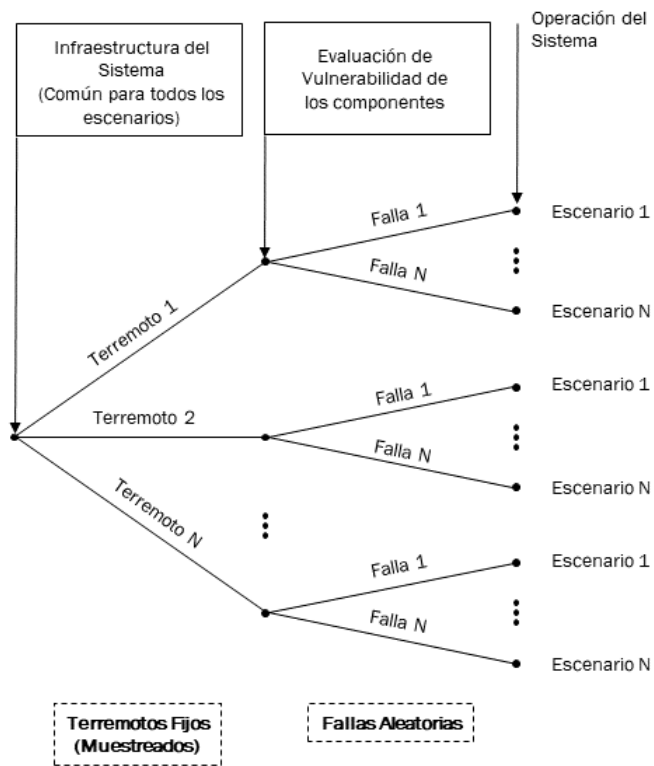 Infraestructura del
Sistema
(Común para todos los
escenarios)
Evaluación de
Vulnerabilidad de
los componentes
Operación del
Sistema
Falla 1
Escenario 1
Falla N
Escenario N
Terremoto 1
Falla 1
Escenario 1
Terremoto 2
Falla N
Escenario N
Terremoto N
Falla 1
Escenario 1
Falla N
Escenario N
Terremotos Fijos
(Muestreados)
Fallas Aleatorias